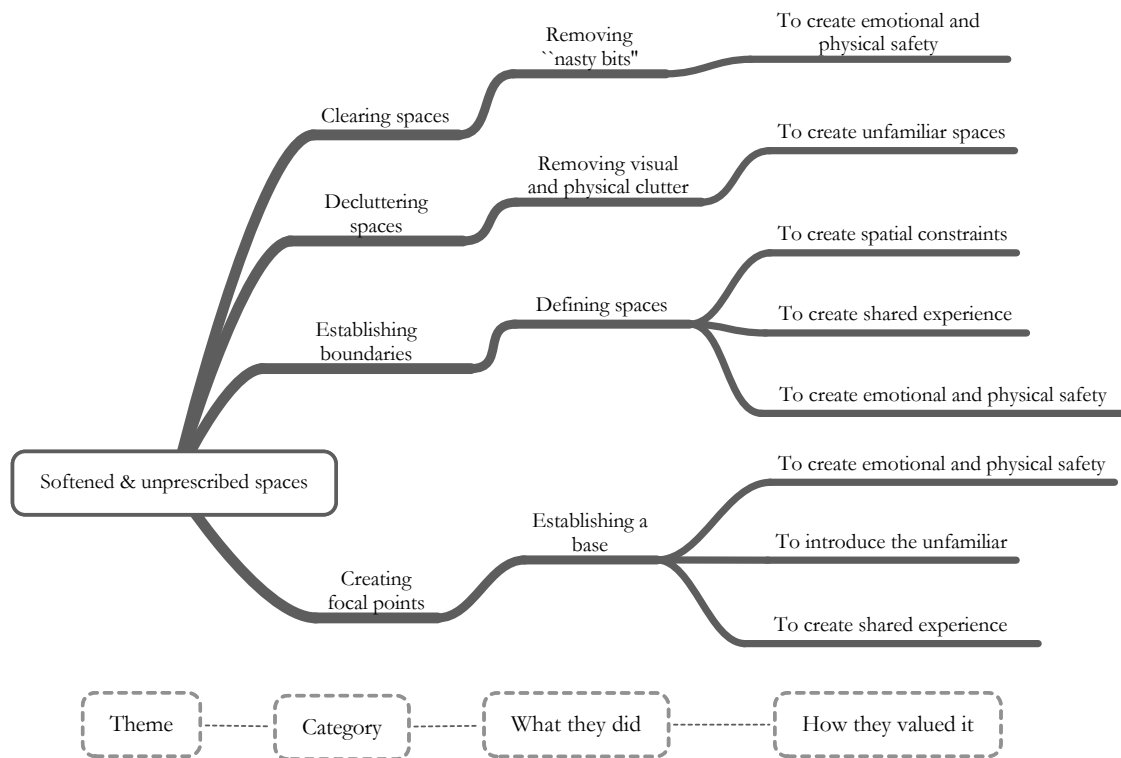 Removing
``nasty bits"
To create emotional and
physical safety
Clearing spaces
To create unfamiliar spaces
Removing visual
and physical clutter
Decluttering
spaces
To create spatial constraints
Defining spaces
To create shared experience
Establishing
boundaries
To create emotional and physical safety
Softened & unprescribed spaces
To create emotional and physical safety
Establishing a
base
To introduce the unfamiliar
Creating
focal points
To create shared experience
Theme
Category
What they did
How they valued it